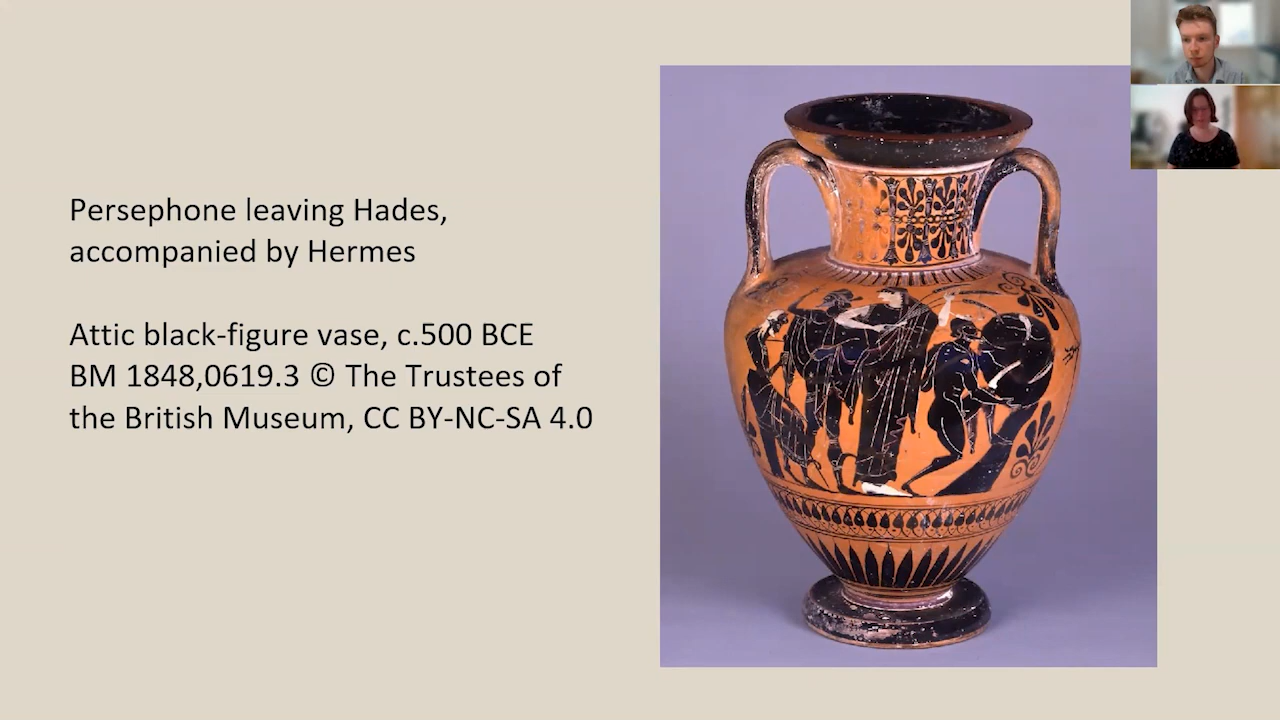 Persephone leaving Hades,
accompanied by Hermes
Attic black-figure vase, c.500 BCE
BM 1848,0619.3 © The Trustees of
the British Museum, CC BY-NC-SA 4.0